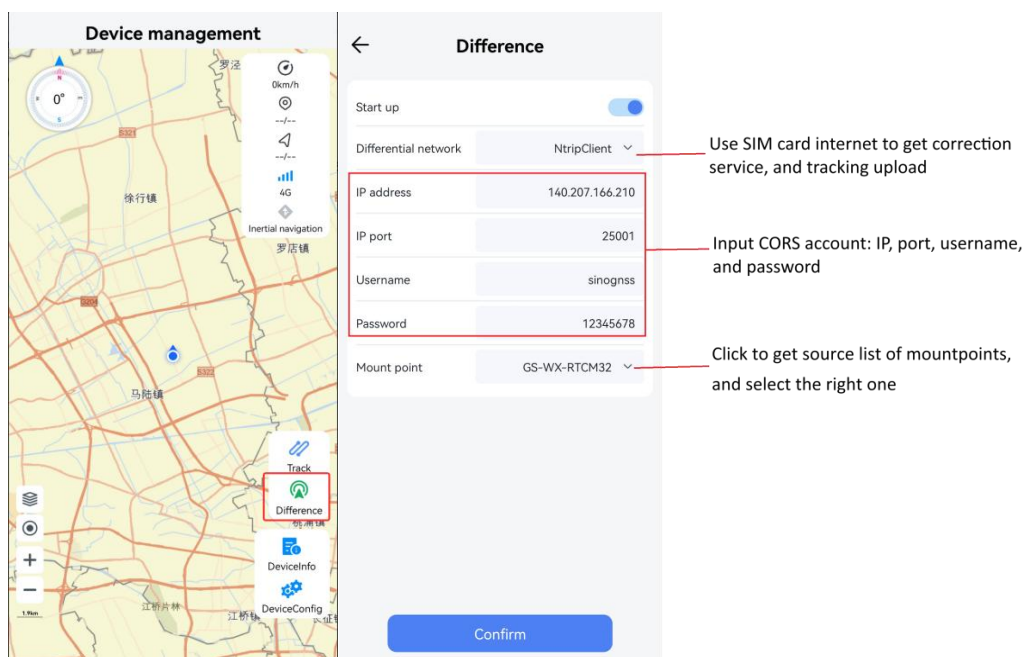 Device management
罗泾
N
0°
S
0km/h
--/--
--/--
4G
Inertial navigation
S321
徐行镇
罗店镇
G204
S322
马陆镇
Track
Difference
桃浦镇
DeviceInfo
DeviceConfig
1.9km
江桥片林
江桥镇
Difference
Start up
Differential network
NtripClient
IP address
140.207.166.210
IP port
25001
Username
sinognss
Password
12345678
Mount point
GS-WX-RTCM32
Confirm
Use SIM card internet to get correction
service, and tracking upload
Input CORS account: IP, port, username,
and password
Click to get source list of mountpoints,
and select the right one